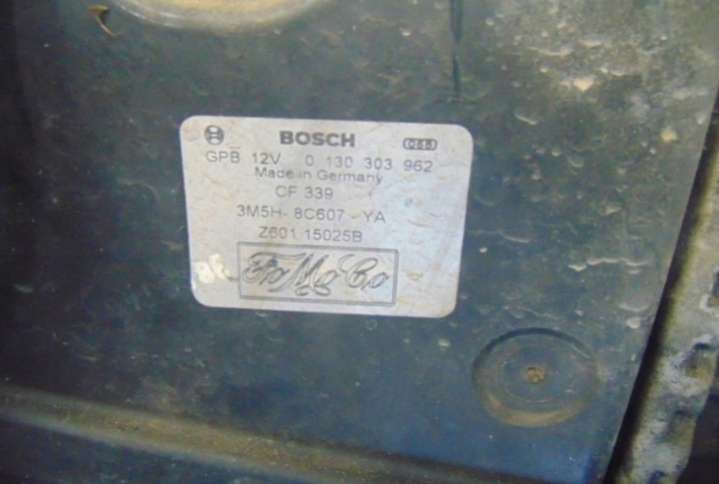 BOSCH
GPB 12V 0 130 303 962
Made in Germany
CF 339
3M5H-8C607-YA
Z601 15025B
FoMoCo